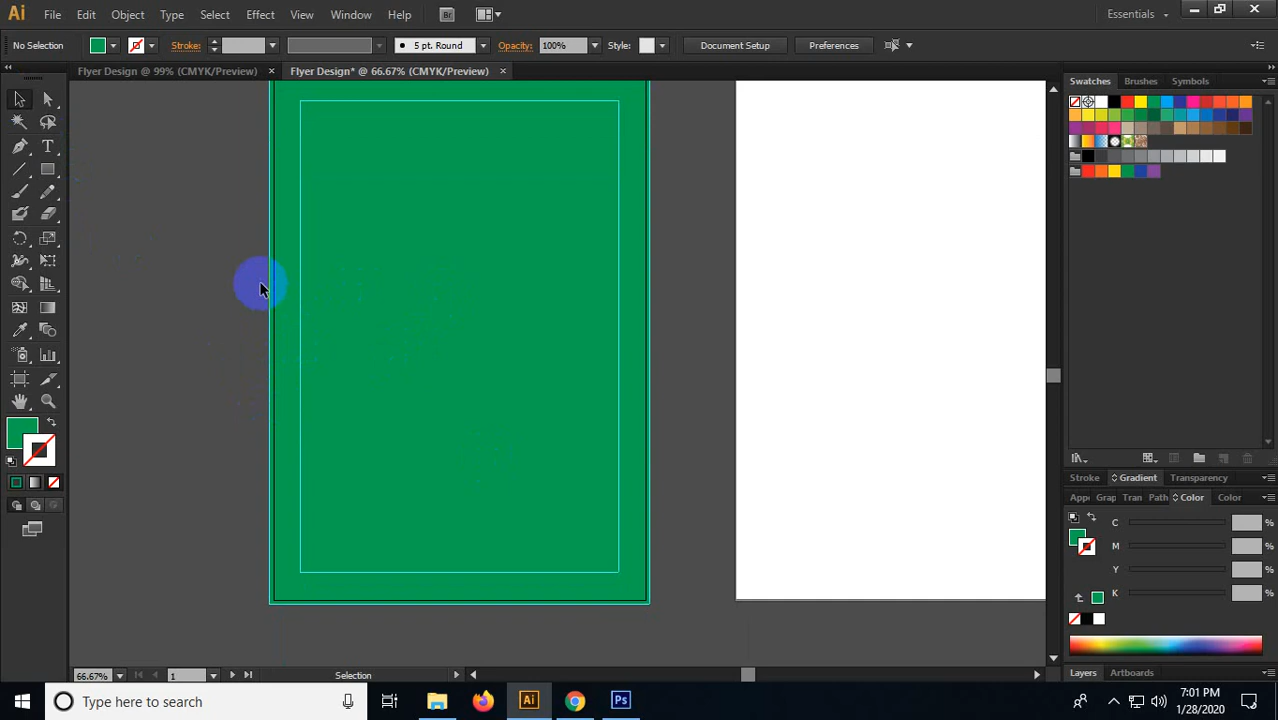 Ai File Edit Object Type Select Effect View Window Help Br Essentials
No Selection Stroke: 5 pt. Round Opacity: 100% Style: Document Setup Preferences
Flyer Design @ 99% (CMYK/Preview) × Flyer Design* @ 66.67% (CMYK/Preview) ×
Swatches Brushes Symbols
T
Stroke Gradient Transparency
Appe Grap Tran Path Color Color
C %
M %
Y %
K %
66.67% 1 Selection
Layers Artboards
Type here to search Ai Ps
7:01 PM
1/28/2020